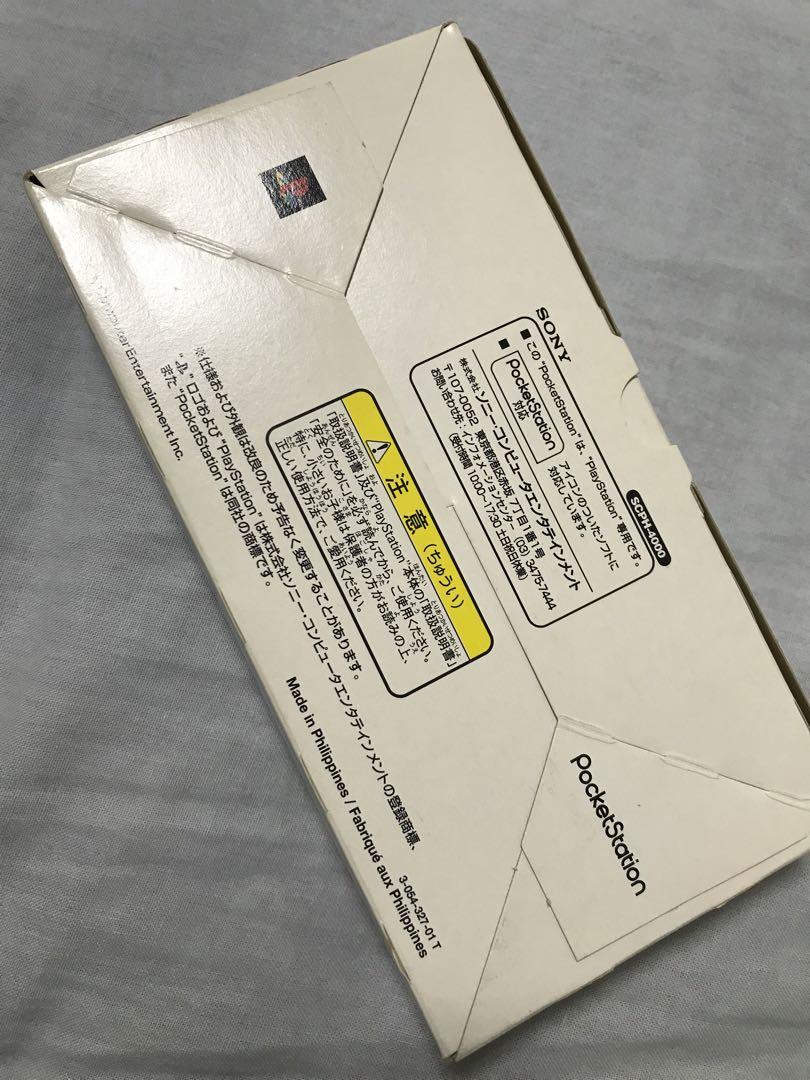 SONY
SCPH-4000
■ この“PocketStation”は、“PlayStation”専用です。
■ PocketStation対応 アイコンのついたソフトに対応しています。
株式会社 ソニー・コンピュータエンタテインメント
〒107-0052 東京都港区赤坂 7丁目1番1号
お問い合わせ先：インフォメーションセンター (03) 3475-7444
(受付期間 10:00〜17:30 土日祝日休業)
PocketStation
注意(ちゅうい)
「取扱説明書」及び“PlayStation”本体の「取扱説明書」
「安全のために」を必ず読んでから、ご使用ください。
特に、小さいお子様は保護者の方がお読みの上、
正しい使用方法で、ご愛用ください。
※仕様および外観は改良のため予告なく変更することがあります。
“ ”ロゴおよび“PlayStation”は株式会社ソニー・コンピュータエンタテインメントの登録商標、
また“PocketStation”は同社の商標です。
Entertainment Inc.
Made in Philippines / Fabriqué aux Philippines
3-054-327-01 T